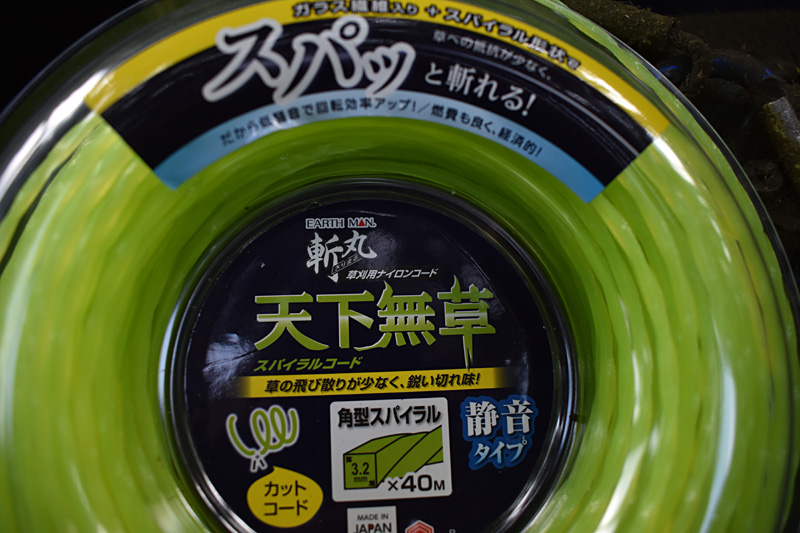 ガラス繊維入り+スパイラル形状で
草への抵抗が少なく、
スパッと斬れる!
だから低騒音で回転効率アップ!/燃費も良く、経済的!
EARTH MAN
斬丸
きりまる
草刈用ナイロンコード
天下無草
スパイラルコード
草の飛び散りが少なく、鋭い切れ味!
角型スパイラル
静音
タイプ
3.2
mm
×40M
カット
コード
MADE IN
JAPAN